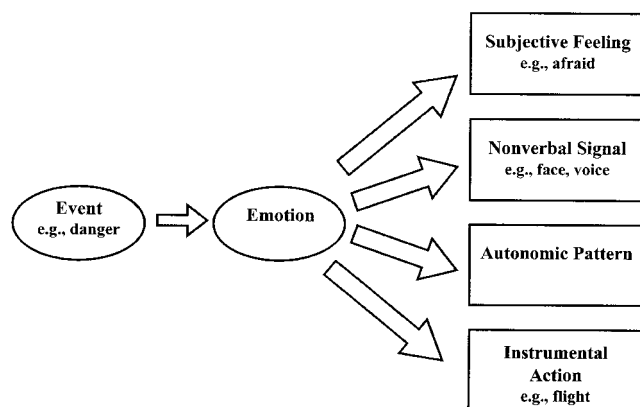 Subjective Feeling
e.g., afraid
Nonverbal Signal
e.g., face, voice
Event
e.g., danger
Emotion
Autonomic Pattern
Instrumental
Action
e.g., flight